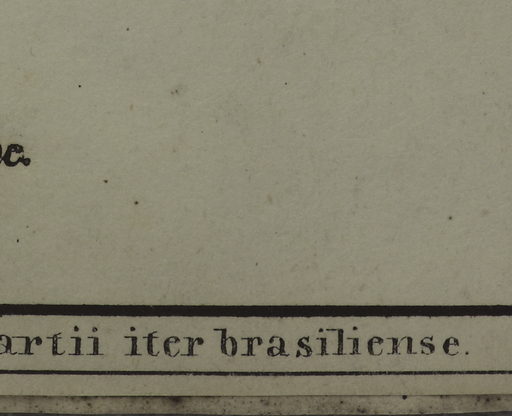 artii iter brasiliense.